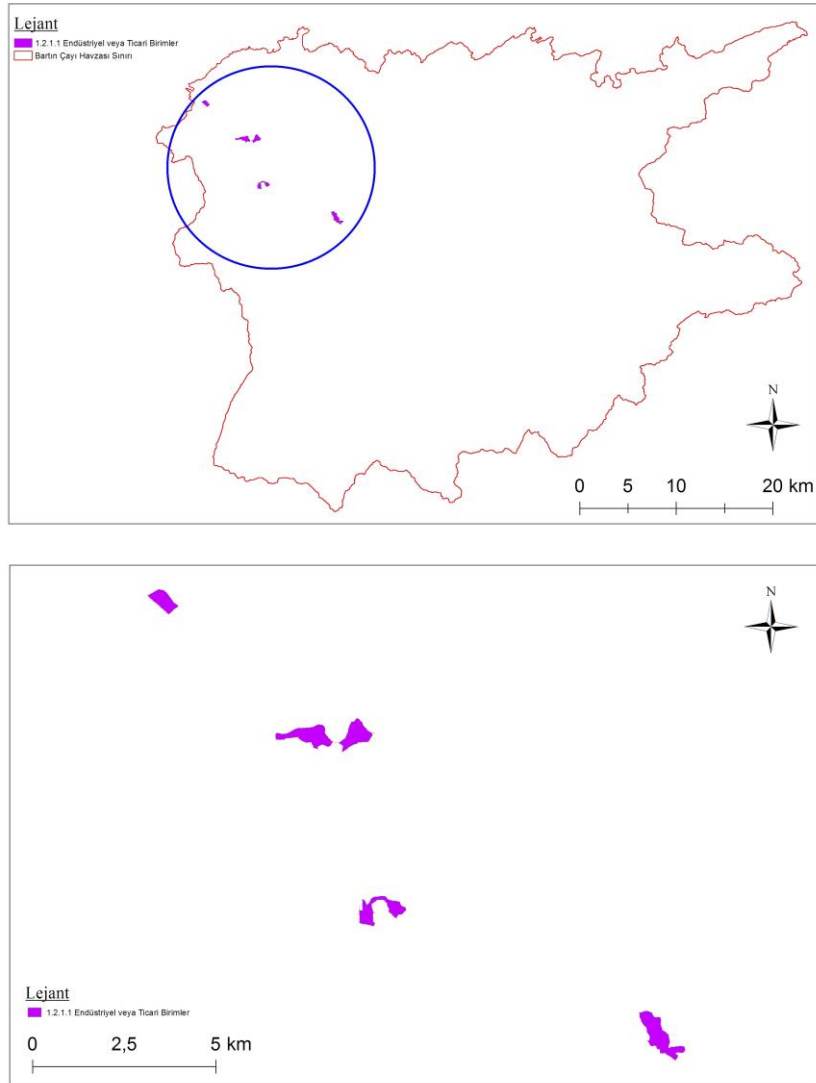 Lejant
1.2.1.1 Endüstriyel veya Ticari Birimler
Bartın Çayı Havzası Sınırı
N
0 5 10 20 km
N
Lejant
1.2.1.1 Endüstriyel veya Ticari Birimler
0 2,5 5 km